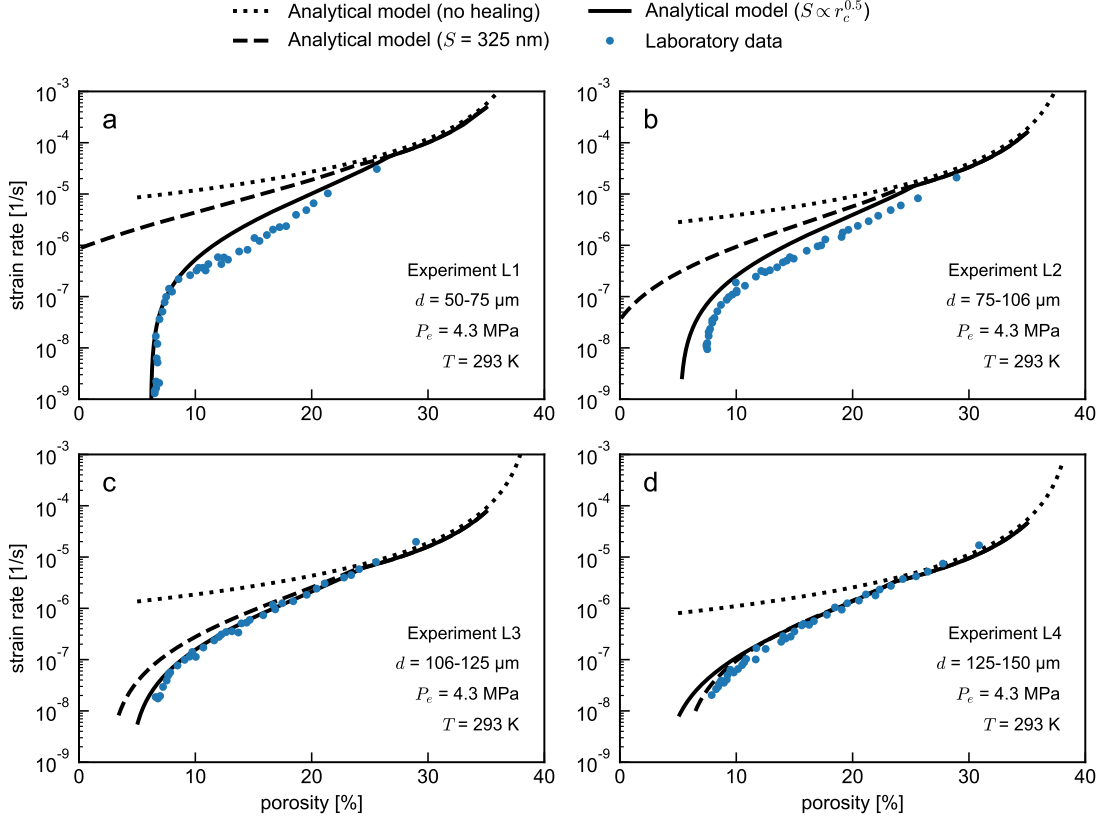 Analytical model (no healing)
Analytical model (S = 325 nm)
Analytical model (S ∝ r_c^0.5)
Laboratory data
a
10^-3
10^-4
10^-5
10^-6
10^-7
10^-8
10^-9
strain rate [1/s]
0 10 20 30 40
Experiment L1
d = 50-75 µm
P_e = 4.3 MPa
T = 293 K
b
10^-3
10^-4
10^-5
10^-6
10^-7
10^-8
10^-9
0 10 20 30 40
Experiment L2
d = 75-106 µm
P_e = 4.3 MPa
T = 293 K
c
10^-3
10^-4
10^-5
10^-6
10^-7
10^-8
10^-9
strain rate [1/s]
0 10 20 30 40
porosity [%]
Experiment L3
d = 106-125 µm
P_e = 4.3 MPa
T = 293 K
d
10^-3
10^-4
10^-5
10^-6
10^-7
10^-8
10^-9
0 10 20 30 40
porosity [%]
Experiment L4
d = 125-150 µm
P_e = 4.3 MPa
T = 293 K